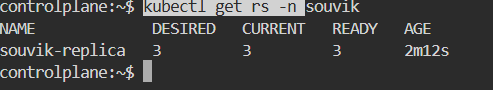 controlplane:~$ kubectl get rs -n souvik
NAME DESIRED CURRENT READY AGE
souvik-replica 3 3 3 2m12s
controlplane:~$